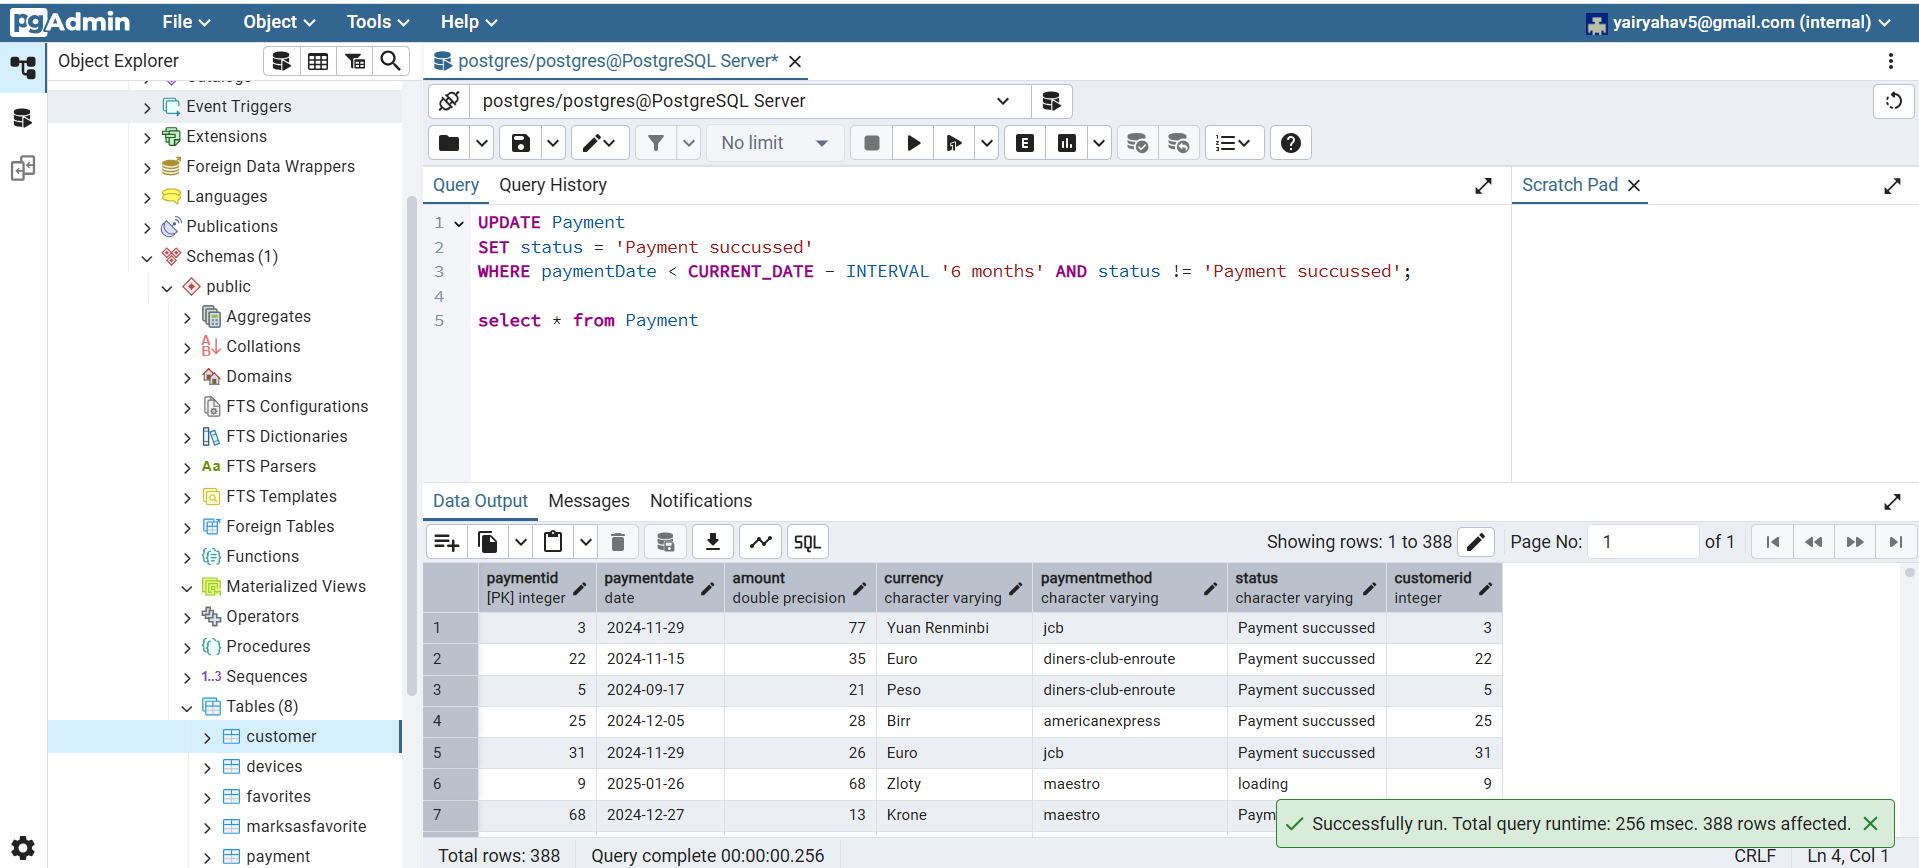 pgAdmin File Object Tools Help yairyahav5@gmail.com (internal)
Object Explorer
postgres/postgres@PostgreSQL Server*
Catalogs
Event Triggers
Extensions
Foreign Data Wrappers
Languages
Publications
Schemas (1)
public
Aggregates
Collations
Domains
FTS Configurations
FTS Dictionaries
Aa FTS Parsers
FTS Templates
Foreign Tables
Functions
Materialized Views
Operators
Procedures
1..3 Sequences
Tables (8)
customer
devices
favorites
marksasfavorite
payment
postgres/postgres@PostgreSQL Server
No limit E
Query Query History
Scratch Pad
1 UPDATE Payment
2 SET status = 'Payment succussed'
3 WHERE paymentDate < CURRENT_DATE - INTERVAL '6 months' AND status != 'Payment succussed';
4
5 select * from Payment
Data Output Messages Notifications
SQL Showing rows: 1 to 388 Page No: 1 of 1
paymentid paymentdate amount currency paymentmethod status customerid
[PK] integer date double precision character varying character varying character varying integer
1 3 2024-11-29 77 Yuan Renminbi jcb Payment succussed 3
2 22 2024-11-15 35 Euro diners-club-enroute Payment succussed 22
3 5 2024-09-17 21 Peso diners-club-enroute Payment succussed 5
4 25 2024-12-05 28 Birr americanexpress Payment succussed 25
5 31 2024-11-29 26 Euro jcb Payment succussed 31
6 9 2025-01-26 68 Zloty maestro loading 9
7 68 2024-12-27 13 Krone maestro Paym
Successfully run. Total query runtime: 256 msec. 388 rows affected.
Total rows: 388 Query complete 00:00:00.256 CRLF Ln 4, Col 1